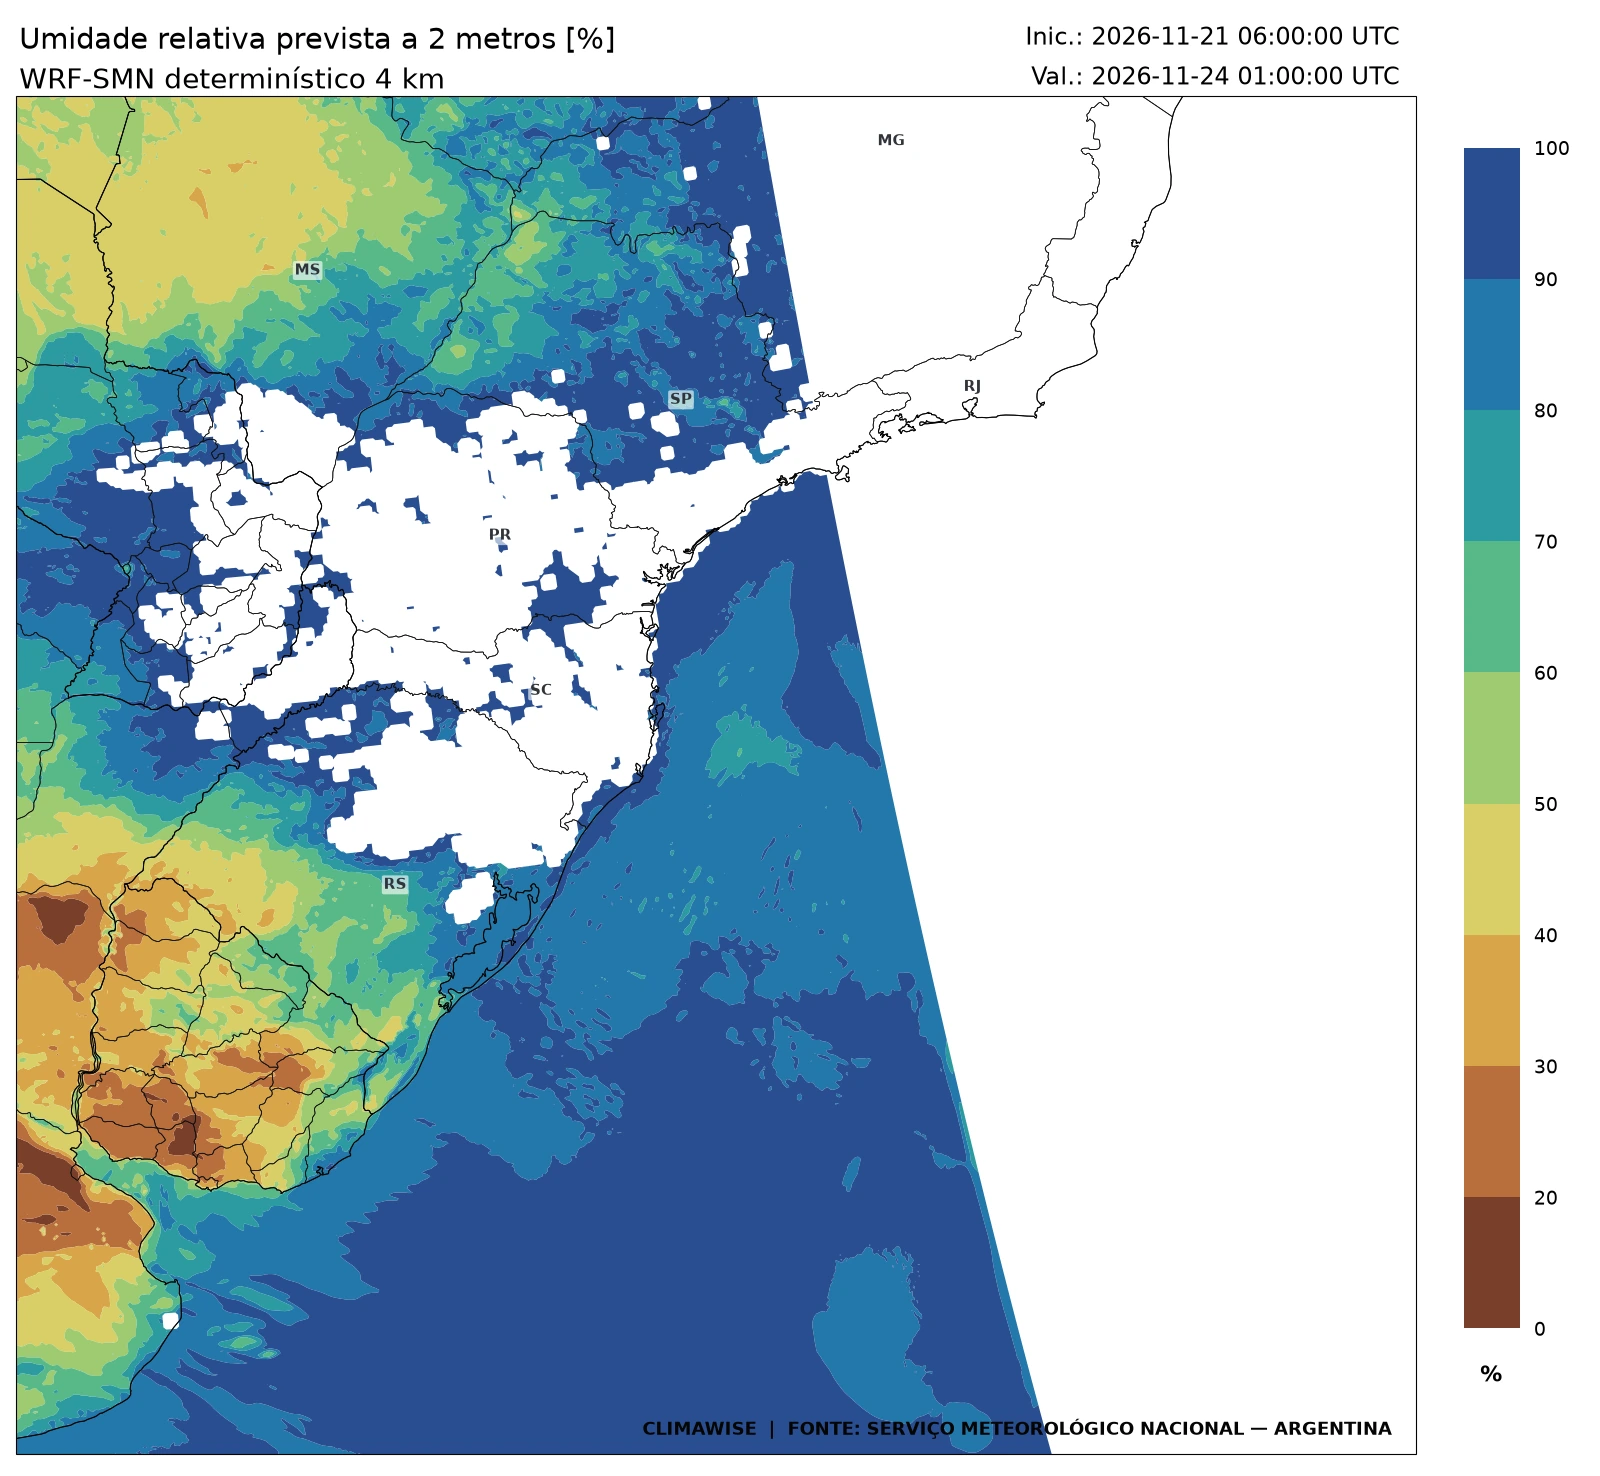 Umidade relativa prevista a 2 metros [%]
WRF-SMN determinístico 4 km
Inic.: 2026-11-21 06:00:00 UTC
Val.: 2026-11-24 01:00:00 UTC
MG
MS
RJ
SP
PR
SC
RS
100
90
80
70
60
50
40
30
20
0
%
CLIMAWISE | FONTE: SERVIÇO METEOROLÓGICO NACIONAL — ARGENTINA